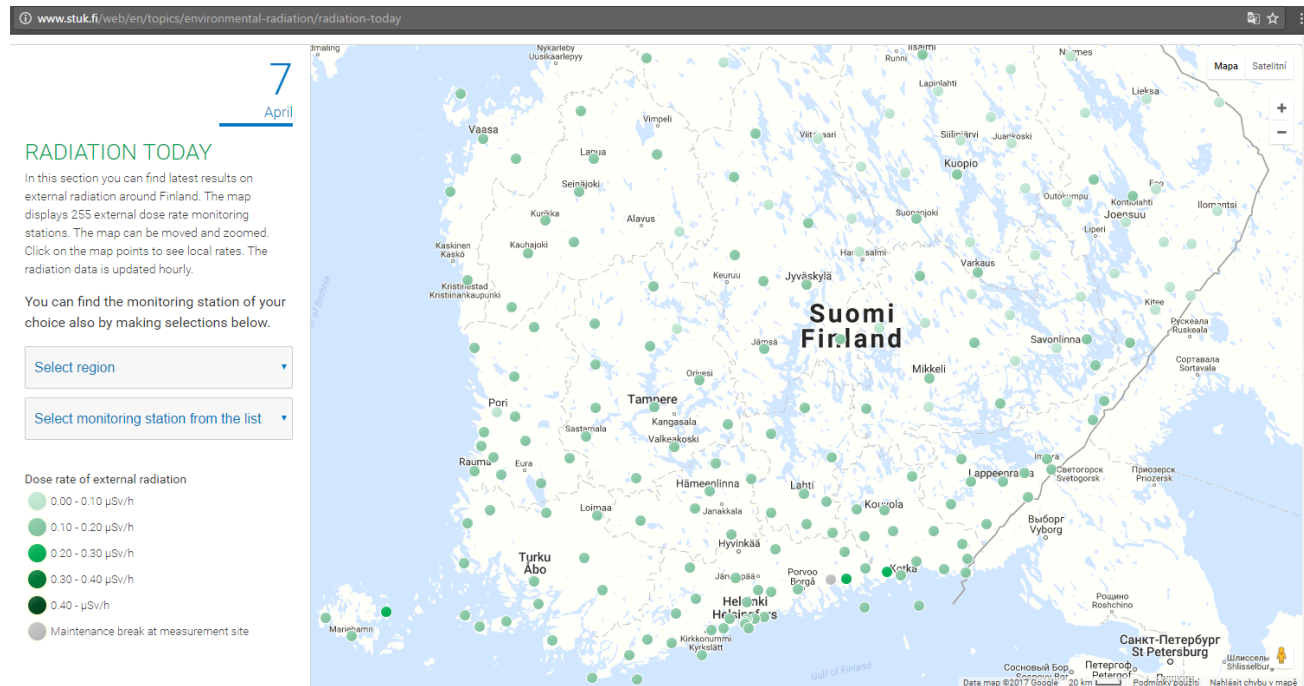 www.stuk.fi/web/en/topics/environmental-radiation/radiation-today
7
April
RADIATION TODAY
In this section you can find latest results on
external radiation around Finland. The map
displays 255 external dose rate monitoring
stations. The map can be moved and zoomed.
Click on the map points to see local rates. The
radiation data is updated hourly.
You can find the monitoring station of your
choice also by making selections below.
Select region
Select monitoring station from the list
Dose rate of external radiation
0.00 - 0.10 µSv/h
0.10 - 0.20 µSv/h
0.20 - 0.30 µSv/h
0.30 - 0.40 µSv/h
0.40 - µSv/h
Maintenance break at measurement site
Mapa
Satelitní
+
−
Nykarleby
Uusikaarlepyy
Runni
Lieksa
Vimpeli
Vaasa
Lapua
Siilinjärvi
Kuopio
Seinäjoki
Kurikka
Alavus
Joensuu
Ilomantsi
Liperi
Kaskinen
Kaskö
Kauhajoki
Varkaus
Keuruu
Jyväskylä
Kristinestad
Kristiinankaupunki
Kitee
Рускеала
Ruskeala
Suomi
Finland
Jämsä
Savonlinna
Сортавала
Sortavala
Mikkeli
Orivesi
Pori
Tampere
Kangasala
Sastamala
Valkeakoski
Rauma
Eura
Imatra
Lappeenranta
Светогорск
Svetogorsk
Приозерск
Priozersk
Hämeenlinna
Lahti
Loimaa
Janakkala
Kouvola
Выборг
Vyborg
Hyvinkää
Turku
Åbo
Järvenpää
Porvoo
Borgå
Kotka
Helsinki
Helsingfors
Рощино
Roshchino
Mariehamn
Kirkkonummi
Kyrkslätt
Санкт-Петербург
St Petersburg
Gulf of Finland
Сосновый Бор
Петергоф
Petergof
Shlisselburg
Data map ©2017 Google
20 km
Podmínky použití
Nahlásit chybu v mapě